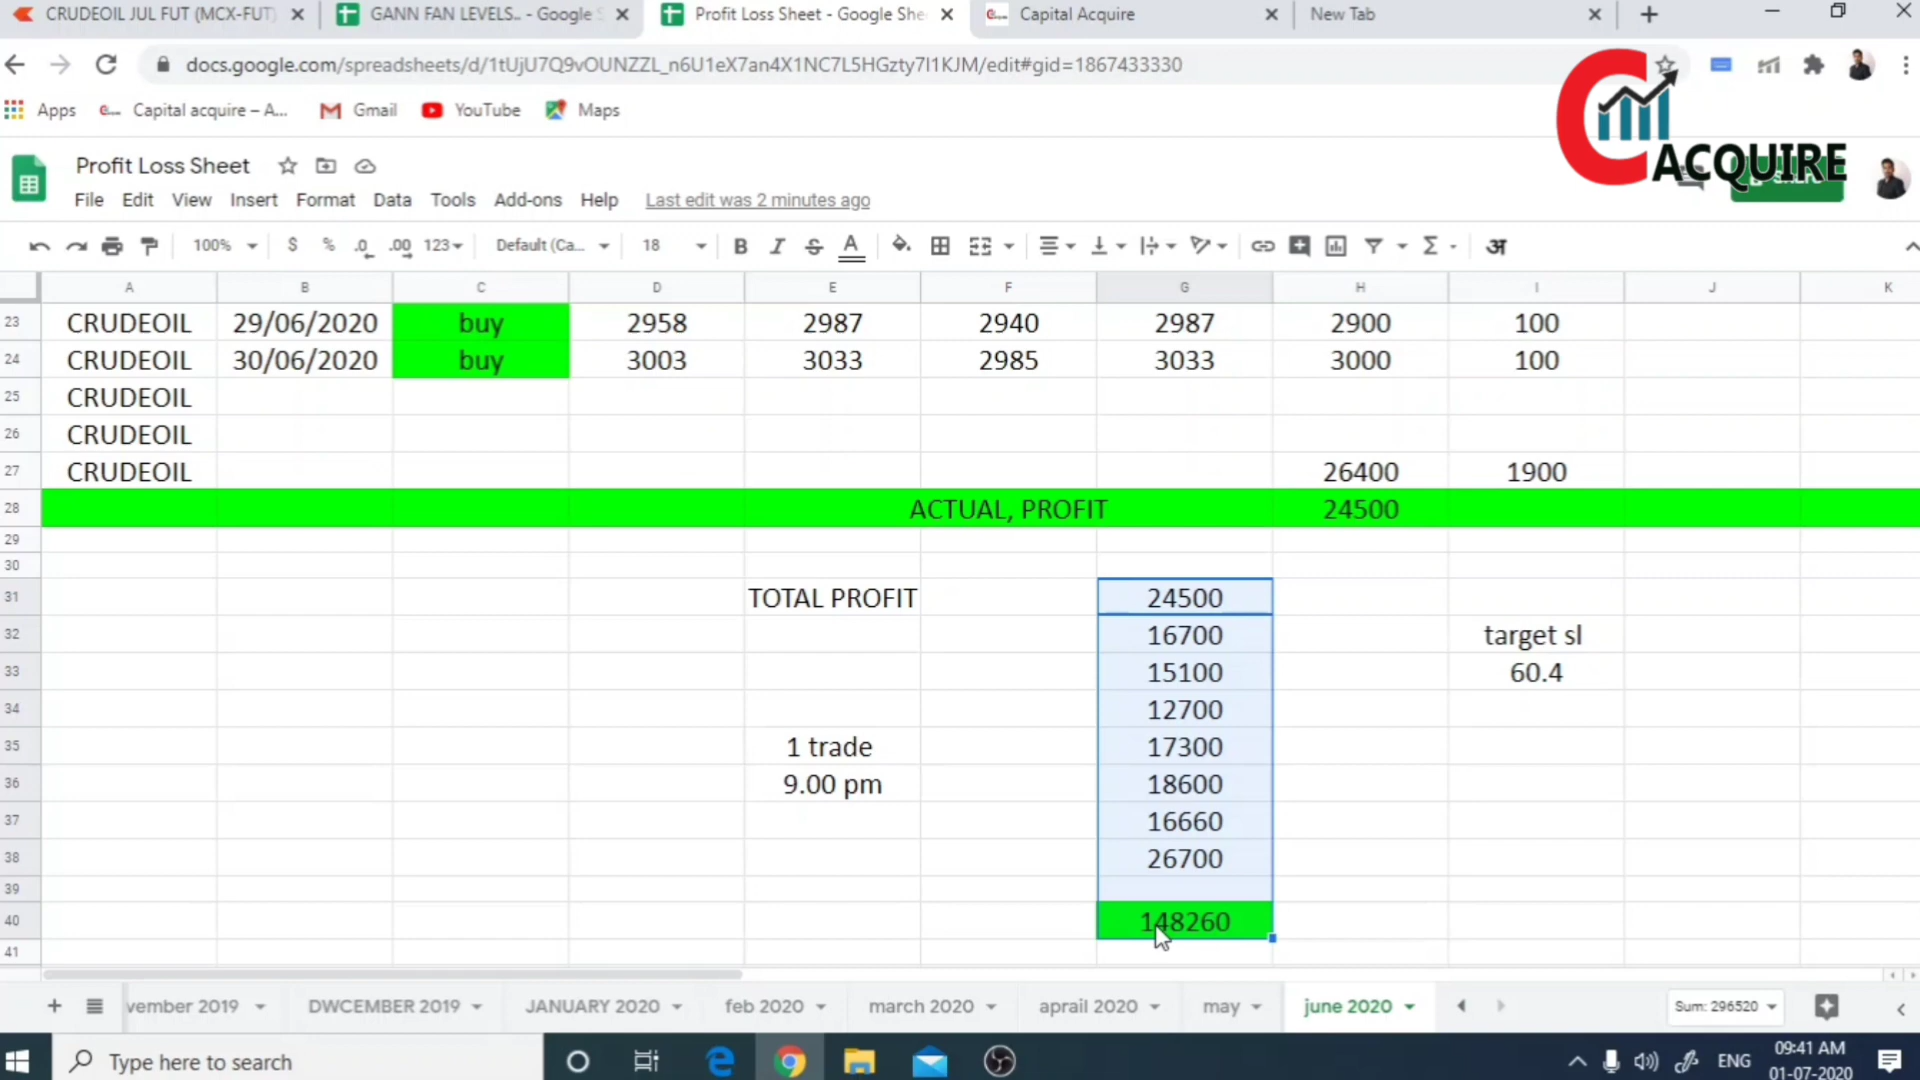 CRUDEOIL JUL FUT (MCX-FUT)
GANN FAN LEVELS.. - Google S
Profit Loss Sheet - Google She
Capital Acquire
New Tab
docs.google.com/spreadsheets/d/1tUjU7Q9vOUNZZL_n6U1eX7an4X1NC7L5HGzty7I1KJM/edit#gid=1867433330
Apps
Capital acquire – A...
Gmail
YouTube
Maps
ACQUIRE
Profit Loss Sheet
File Edit View Insert Format Data Tools Add-ons Help Last edit was 2 minutes ago
100% $ % .0 .00 123 Default (Ca... 18 B I S A Σ अ
A B C D E F G H I J K
23 CRUDEOIL 29/06/2020 buy 2958 2987 2940 2987 2900 100
24 CRUDEOIL 30/06/2020 buy 3003 3033 2985 3033 3000 100
25 CRUDEOIL
26 CRUDEOIL
27 CRUDEOIL 26400 1900
28 ACTUAL, PROFIT 24500
29
30
31 TOTAL PROFIT 24500
32 16700 target sl
33 15100 60.4
34 12700
35 1 trade 17300
36 9.00 pm 18600
37 16660
38 26700
39
40 148260
41
vember 2019 DWCEMBER 2019 JANUARY 2020 feb 2020 march 2020 aprail 2020 may june 2020 Sum: 296520
Type here to search
ENG
09:41 AM
01-07-2020